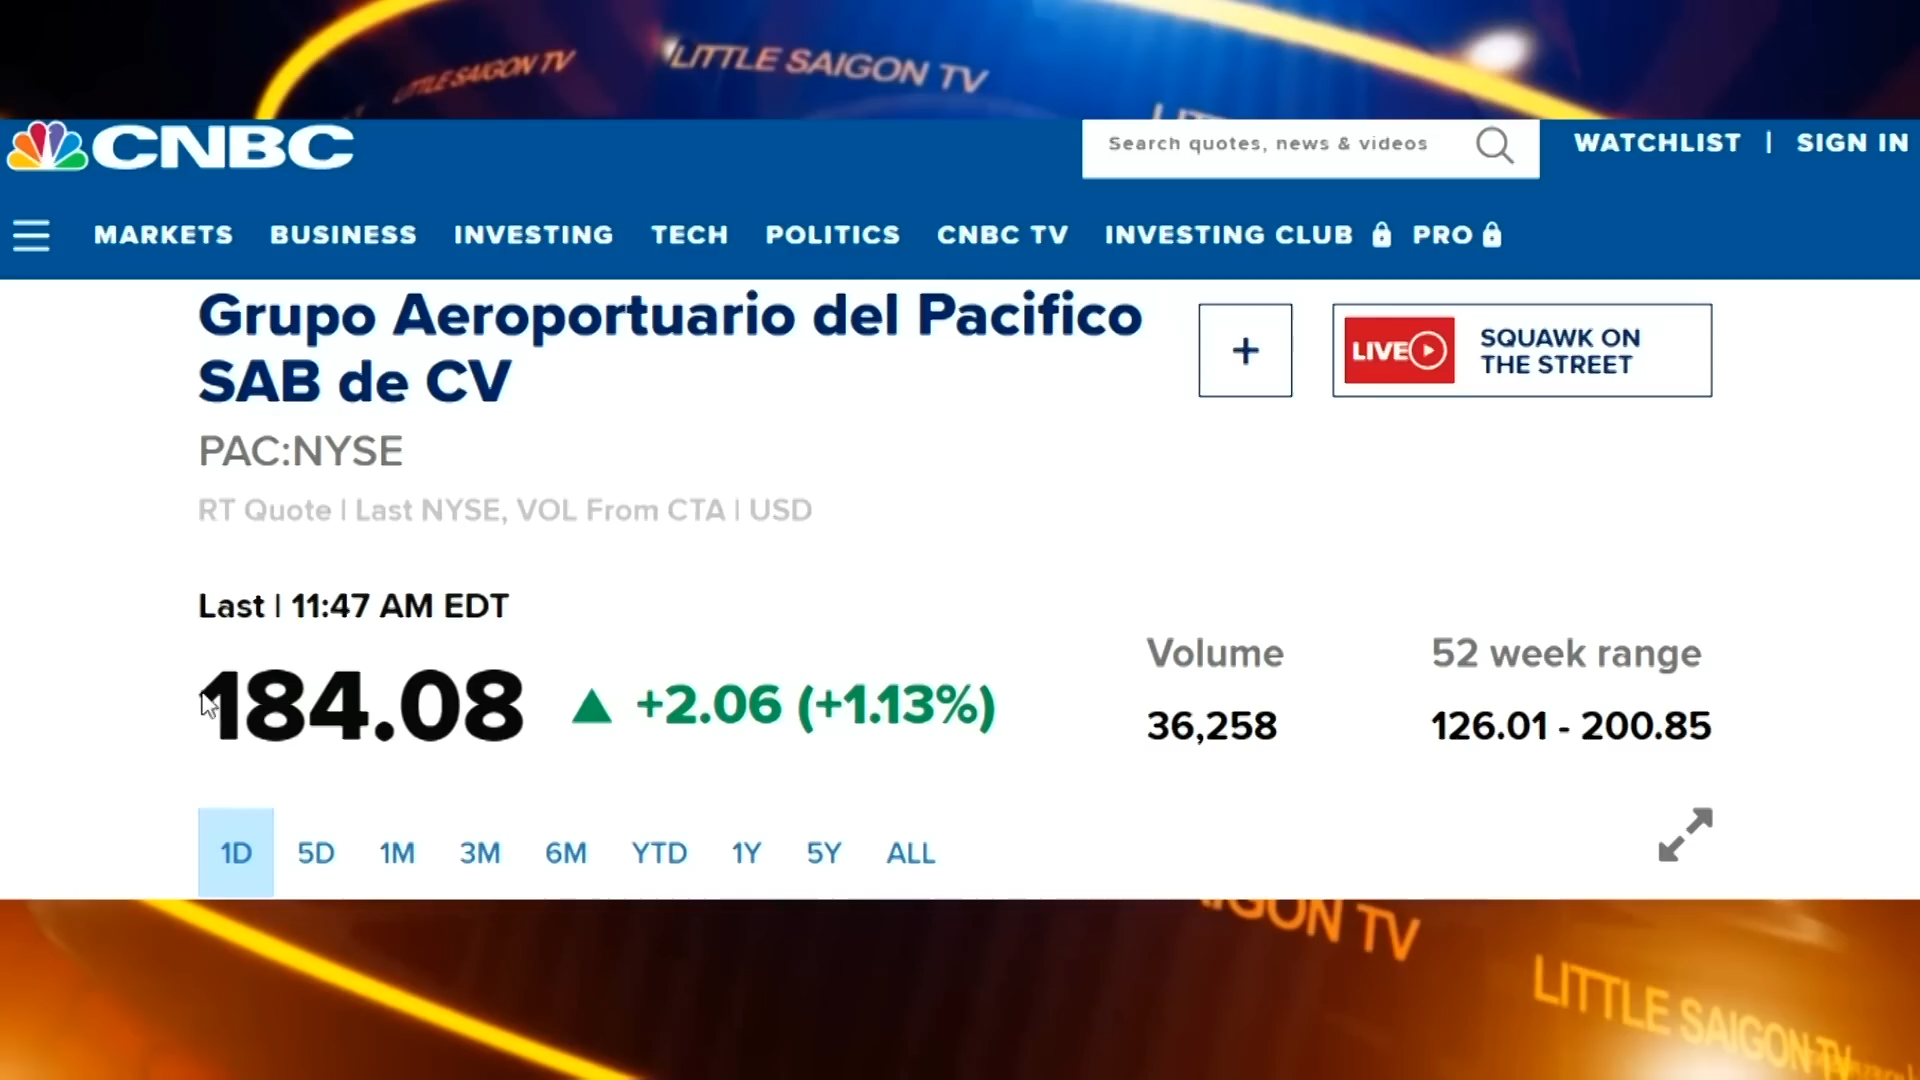 LITTLE SAIGON TV
LITTLE SAIGON TV
CNBC
Search quotes, news & videos
WATCHLIST | SIGN IN
MARKETS BUSINESS INVESTING TECH POLITICS CNBC TV INVESTING CLUB PRO
Grupo Aeroportuario del Pacifico
SAB de CV
+
LIVE
SQUAWK ON
THE STREET
PAC:NYSE
RT Quote | Last NYSE, VOL From CTA | USD
Last | 11:47 AM EDT
184.08 ▲ +2.06 (+1.13%)
Volume
36,258
52 week range
126.01 - 200.85
1D 5D 1M 3M 6M YTD 1Y 5Y ALL
TV
LITTLE SAIGON TV